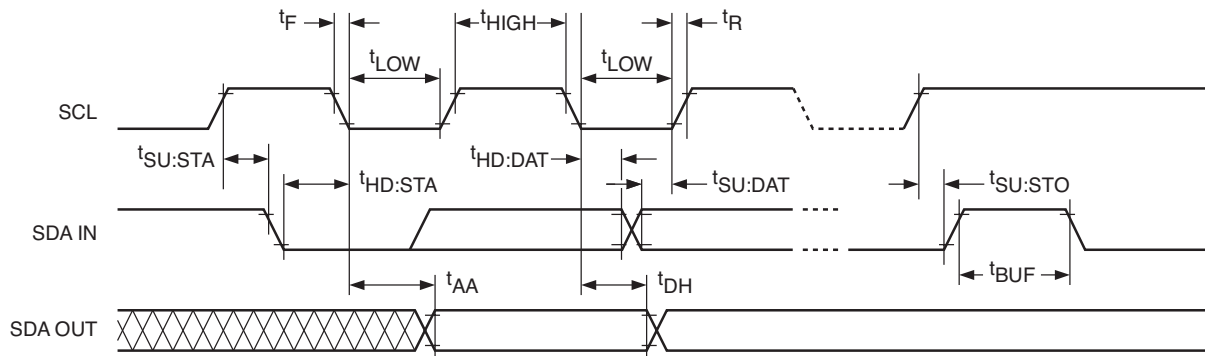 tF tHIGH tR
tLOW tLOW
SCL
tSU:STA tHD:DAT
tHD:STA tSU:DAT tSU:STO
SDA IN
tBUF
tAA tDH
SDA OUT